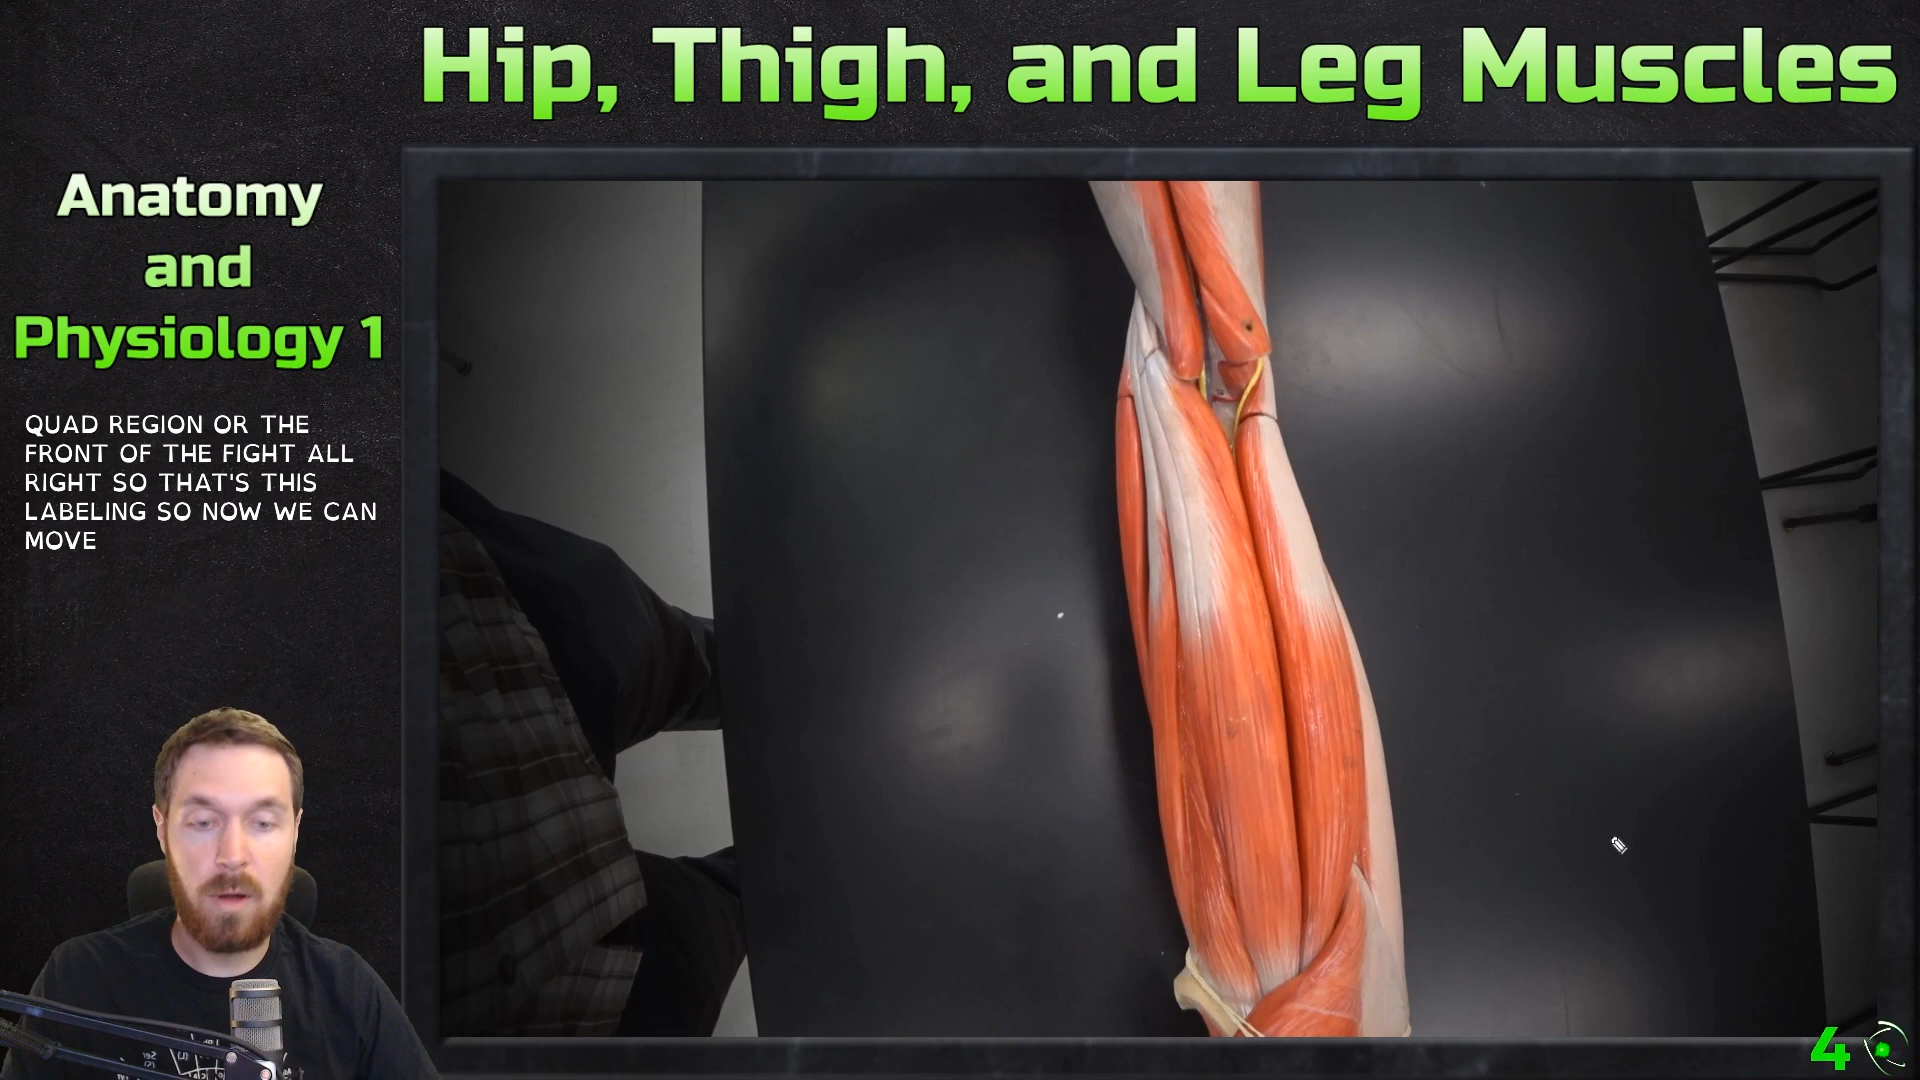 Hip, Thigh, and Leg Muscles
Anatomy
and
Physiology 1
QUAD REGION OR THE
FRONT OF THE FIGHT ALL
RIGHT SO THAT'S THIS
LABELING SO NOW WE CAN
MOVE
4